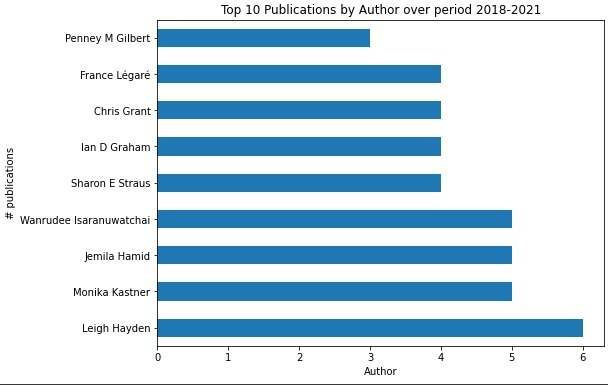 Top 10 Publications by Author over period 2018-2021
Penney M Gilbert
France Légaré
Chris Grant
Ian D Graham
Sharon E Straus
Wanrudee Isaranuwatchai
Jemila Hamid
Monika Kastner
Leigh Hayden
# publications
0 1 2 3 4 5 6
Author